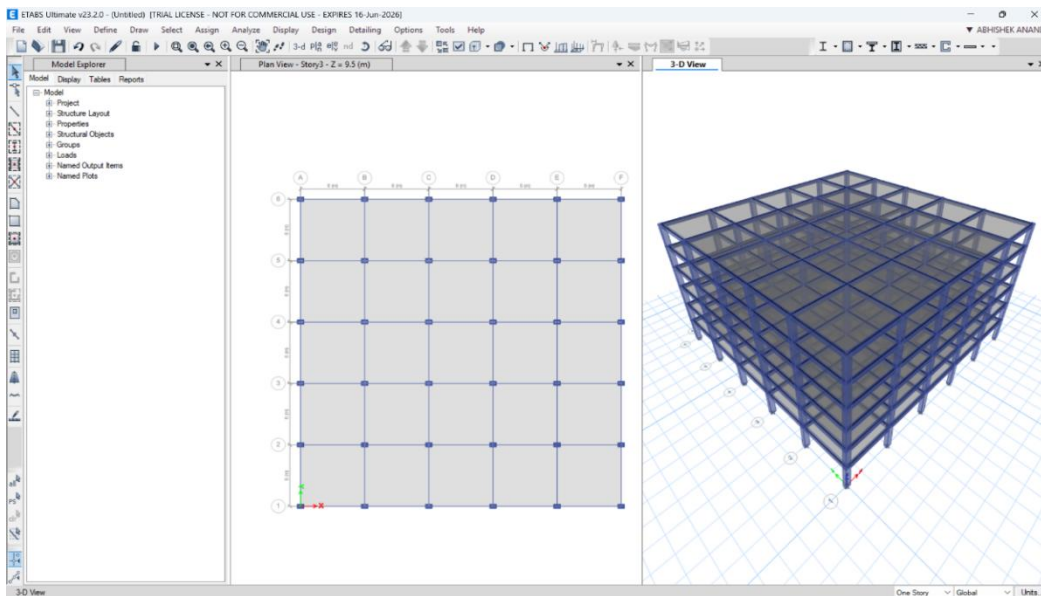 ETABS Ultimate v23.2.0 - (Untitled) [TRIAL LICENSE - NOT FOR COMMERCIAL USE - EXPIRES 16-Jun-2026]
File Edit View Define Draw Select Assign Analyze Display Design Detailing Options Tools Help
ABHISHEK ANAND
3-d nd
Model Explorer
Plan View - Story3 - Z = 9.5 (m)
3-D View
Model Display Tables Reports
Model
Project
Structure Layout
Properties
Structural Objects
Groups
Loads
Named Output Items
Named Plots
A B C D E F
6
5
4
3
2
1
X
3-D View
One Story Global Units